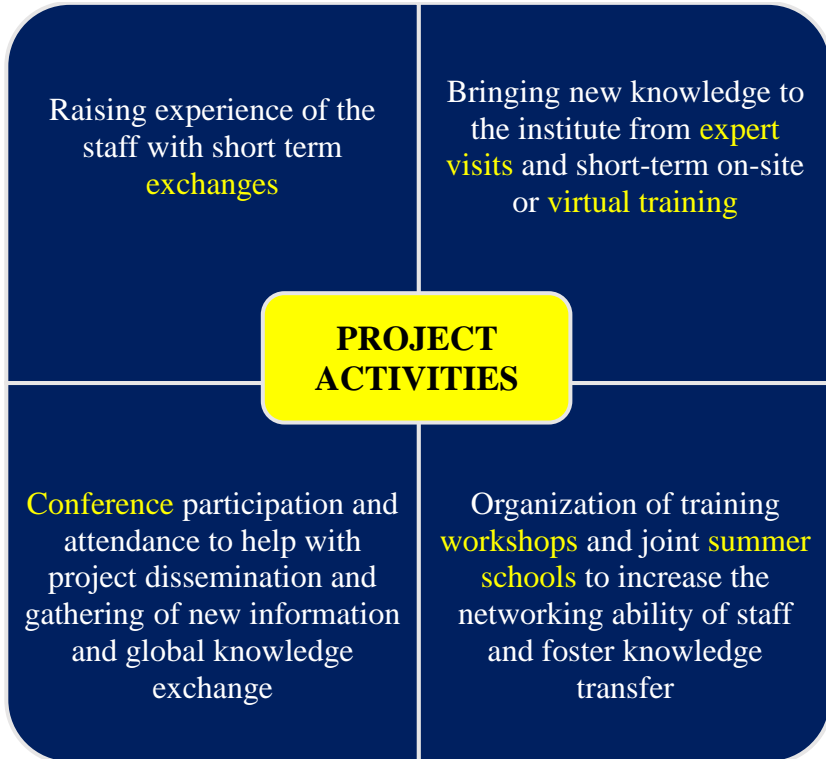 Raising experience of the
staff with short term
exchanges
Bringing new knowledge to
the institute from expert
visits and short-term on-site
or virtual training
PROJECT
ACTIVITIES
Conference participation and
attendance to help with
project dissemination and
gathering of new information
and global knowledge
exchange
Organization of training
workshops and joint summer
schools to increase the
networking ability of staff
and foster knowledge
transfer